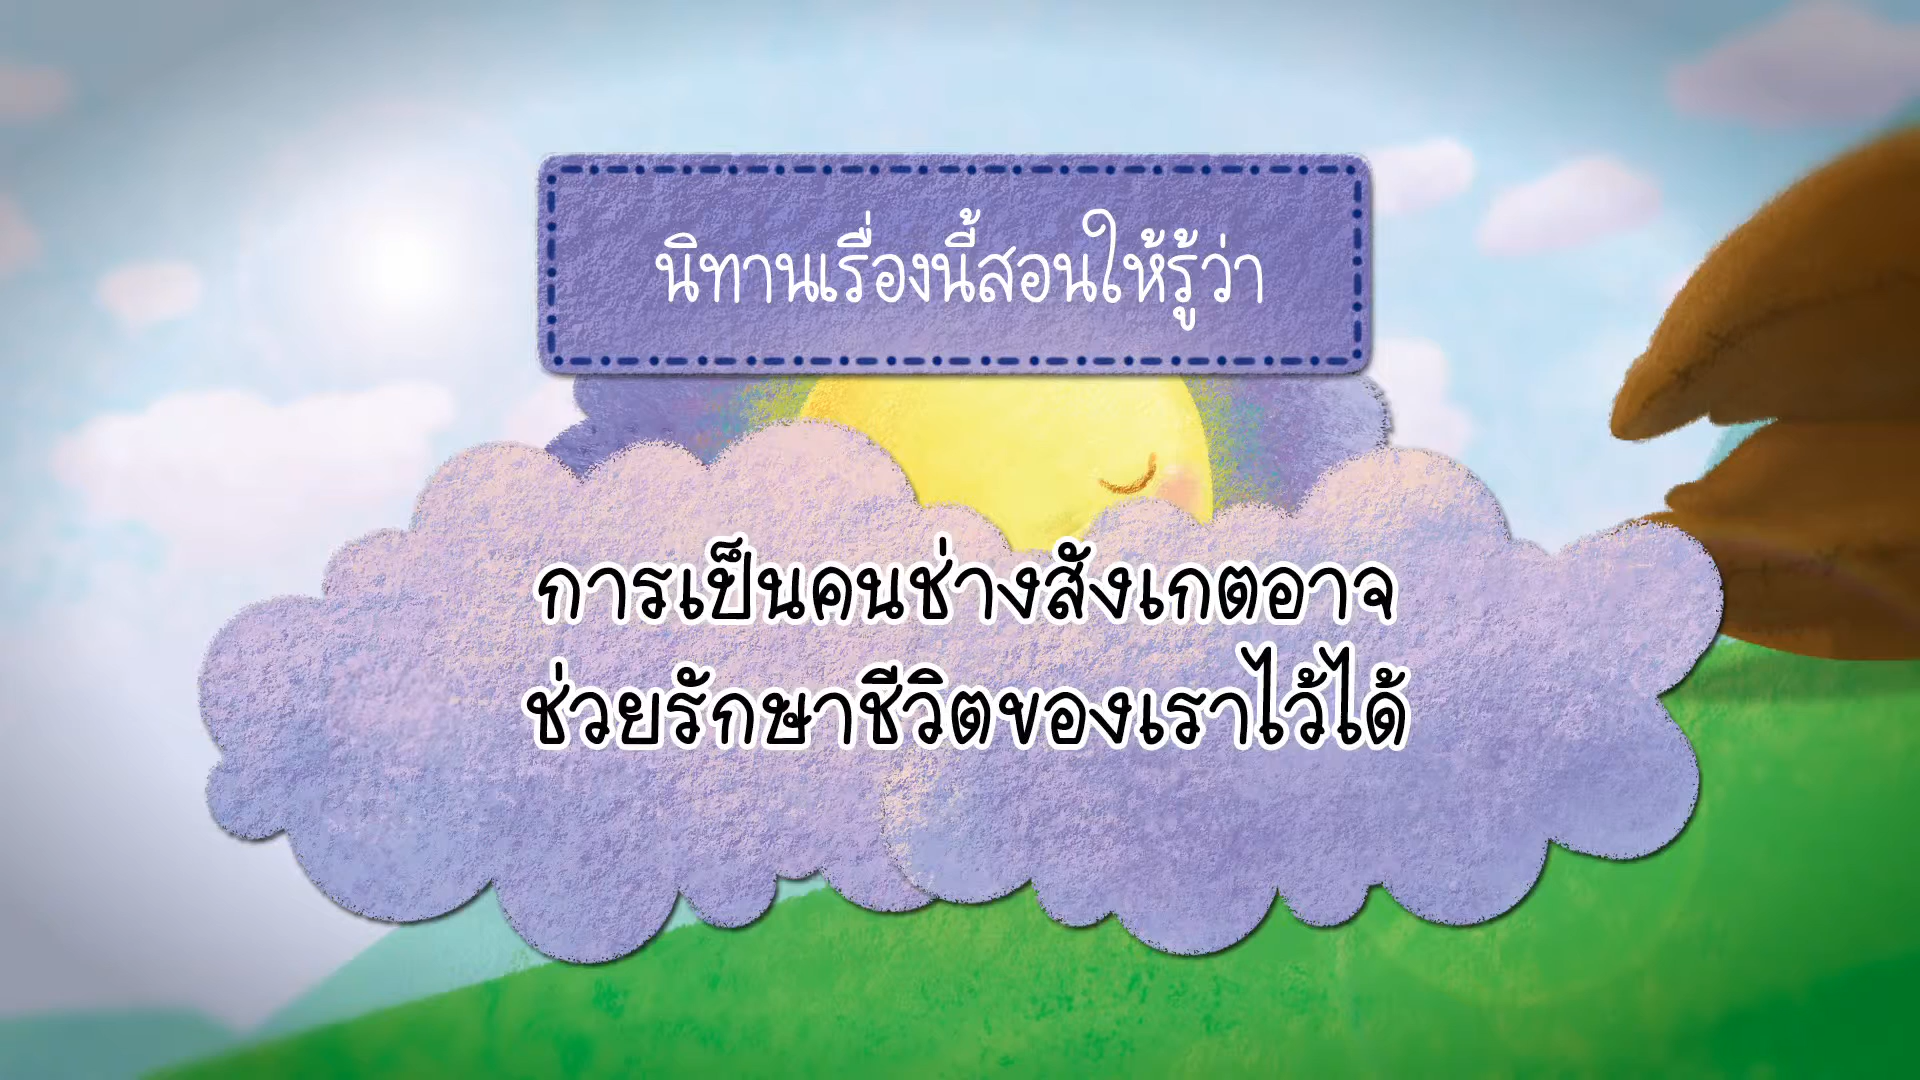 นิทานเรื่องนี้สอนให้รู้ว่า
การเป็นคนช่างสังเกตอาจ
ช่วยรักษาชีวิตของเราไว้ได้